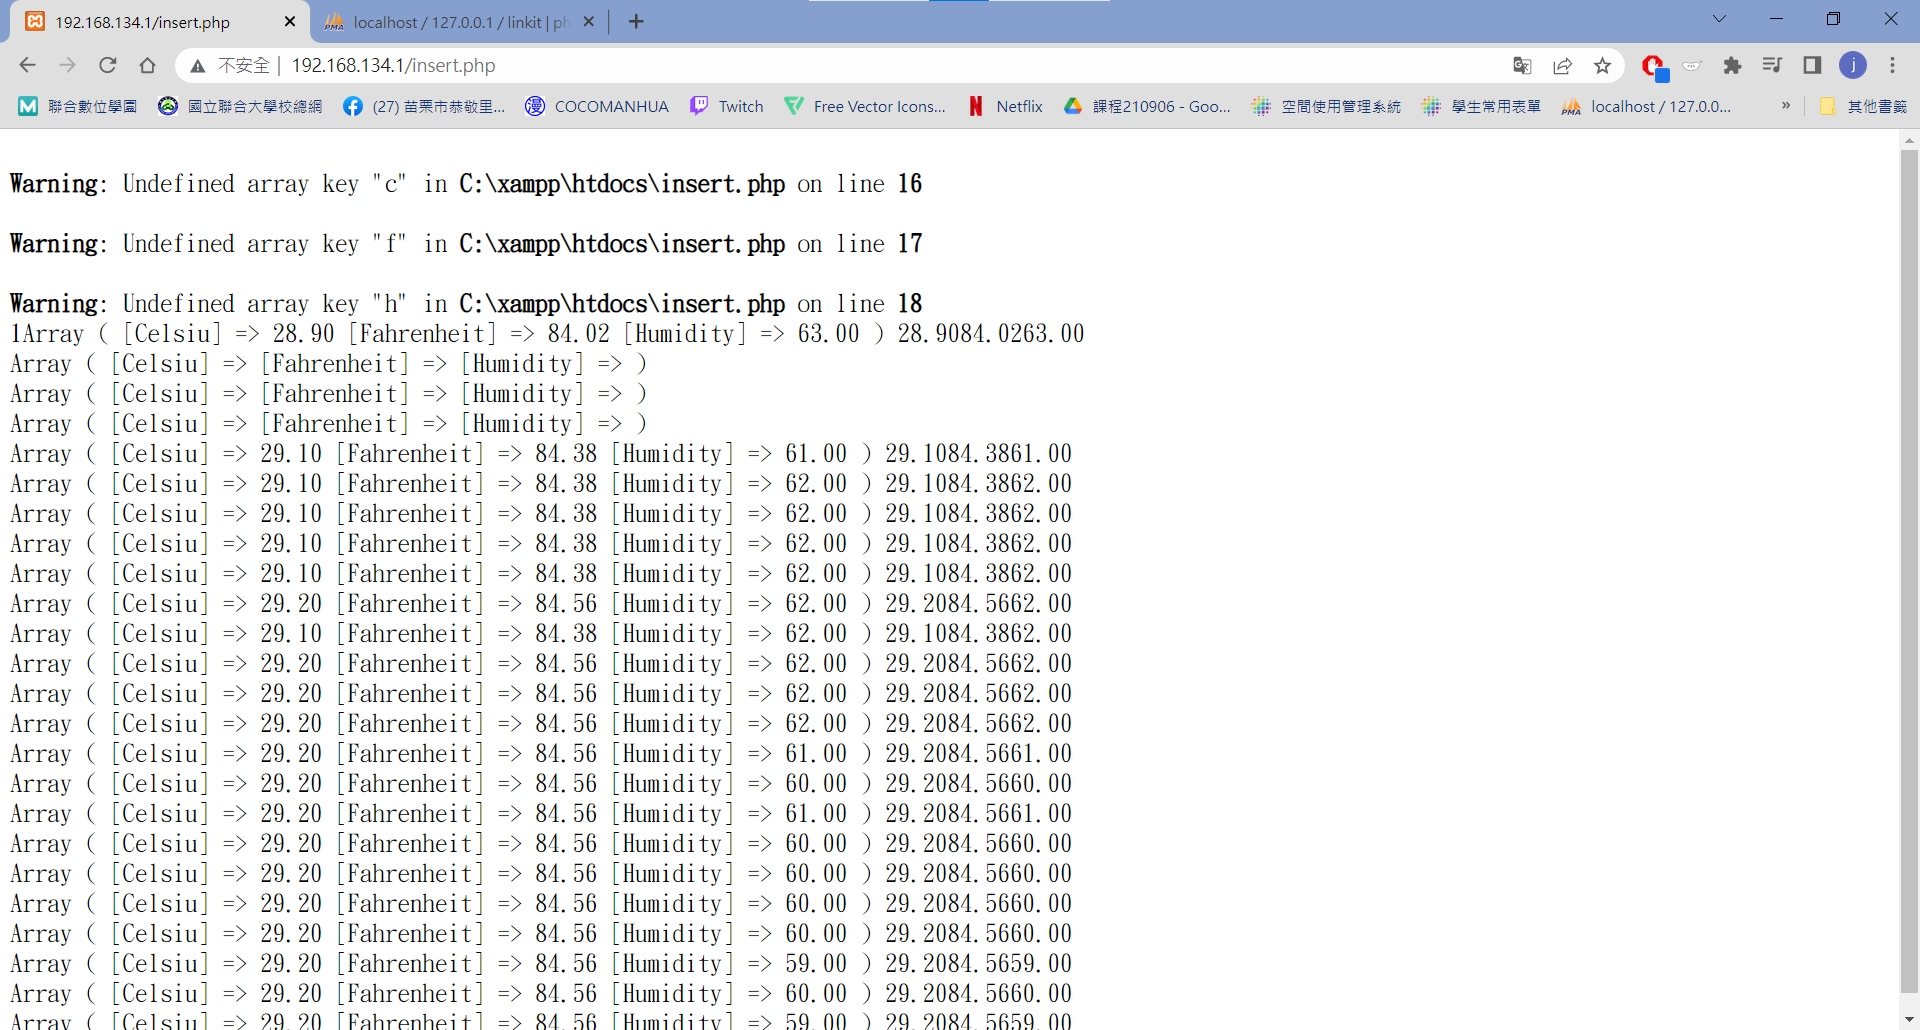 192.168.134.1/insert.php
localhost / 127.0.0.1 / linkit | ph
不安全 | 192.168.134.1/insert.php
聯合數位學園 國立聯合大學校總網 (27) 苗栗市恭敬里... COCOMANHUA Twitch Free Vector Icons... Netflix 課程210906 - Goo... 空間使用管理系統 學生常用表單 localhost / 127.0.0... » 其他書籤
Warning: Undefined array key "c" in C:\xampp\htdocs\insert.php on line 16
Warning: Undefined array key "f" in C:\xampp\htdocs\insert.php on line 17
Warning: Undefined array key "h" in C:\xampp\htdocs\insert.php on line 18
1Array ( [Celsiu] => 28.90 [Fahrenheit] => 84.02 [Humidity] => 63.00 ) 28.9084.0263.00
Array ( [Celsiu] => [Fahrenheit] => [Humidity] => )
Array ( [Celsiu] => [Fahrenheit] => [Humidity] => )
Array ( [Celsiu] => [Fahrenheit] => [Humidity] => )
Array ( [Celsiu] => 29.10 [Fahrenheit] => 84.38 [Humidity] => 61.00 ) 29.1084.3861.00
Array ( [Celsiu] => 29.10 [Fahrenheit] => 84.38 [Humidity] => 62.00 ) 29.1084.3862.00
Array ( [Celsiu] => 29.10 [Fahrenheit] => 84.38 [Humidity] => 62.00 ) 29.1084.3862.00
Array ( [Celsiu] => 29.10 [Fahrenheit] => 84.38 [Humidity] => 62.00 ) 29.1084.3862.00
Array ( [Celsiu] => 29.10 [Fahrenheit] => 84.38 [Humidity] => 62.00 ) 29.1084.3862.00
Array ( [Celsiu] => 29.20 [Fahrenheit] => 84.56 [Humidity] => 62.00 ) 29.2084.5662.00
Array ( [Celsiu] => 29.10 [Fahrenheit] => 84.38 [Humidity] => 62.00 ) 29.1084.3862.00
Array ( [Celsiu] => 29.20 [Fahrenheit] => 84.56 [Humidity] => 62.00 ) 29.2084.5662.00
Array ( [Celsiu] => 29.20 [Fahrenheit] => 84.56 [Humidity] => 62.00 ) 29.2084.5662.00
Array ( [Celsiu] => 29.20 [Fahrenheit] => 84.56 [Humidity] => 62.00 ) 29.2084.5662.00
Array ( [Celsiu] => 29.20 [Fahrenheit] => 84.56 [Humidity] => 61.00 ) 29.2084.5661.00
Array ( [Celsiu] => 29.20 [Fahrenheit] => 84.56 [Humidity] => 60.00 ) 29.2084.5660.00
Array ( [Celsiu] => 29.20 [Fahrenheit] => 84.56 [Humidity] => 61.00 ) 29.2084.5661.00
Array ( [Celsiu] => 29.20 [Fahrenheit] => 84.56 [Humidity] => 60.00 ) 29.2084.5660.00
Array ( [Celsiu] => 29.20 [Fahrenheit] => 84.56 [Humidity] => 60.00 ) 29.2084.5660.00
Array ( [Celsiu] => 29.20 [Fahrenheit] => 84.56 [Humidity] => 60.00 ) 29.2084.5660.00
Array ( [Celsiu] => 29.20 [Fahrenheit] => 84.56 [Humidity] => 60.00 ) 29.2084.5660.00
Array ( [Celsiu] => 29.20 [Fahrenheit] => 84.56 [Humidity] => 59.00 ) 29.2084.5659.00
Array ( [Celsiu] => 29.20 [Fahrenheit] => 84.56 [Humidity] => 60.00 ) 29.2084.5660.00
Array ( [Celsiu] => 29.20 [Fahrenheit] => 84.56 [Humidity] => 59.00 ) 29.2084.5659.00